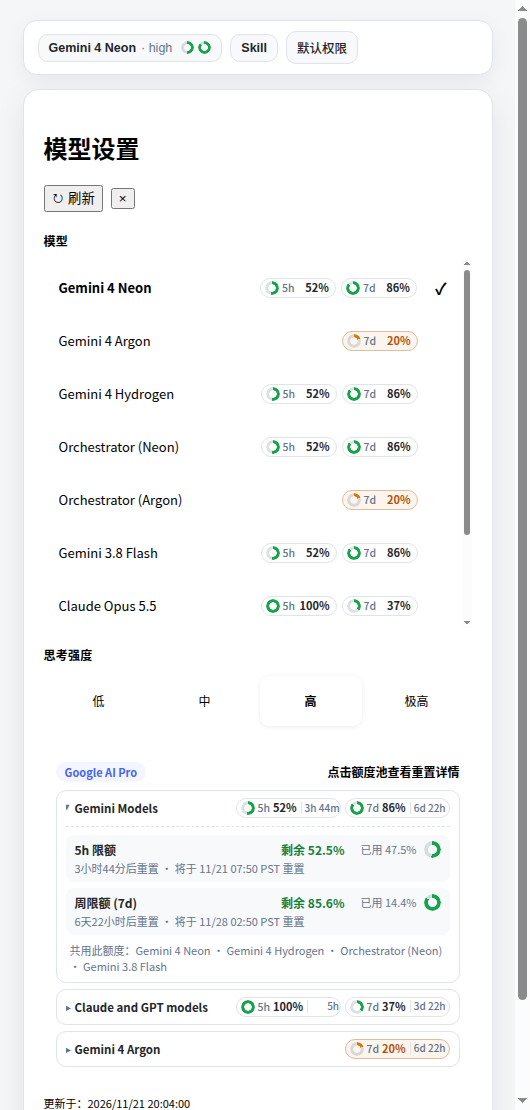 Gemini 4 Neon · high Skill 默认权限
模型设置
↻ 刷新 ×
模型
Gemini 4 Neon 5h 52% 7d 86% ✓
Gemini 4 Argon 7d 20%
Gemini 4 Hydrogen 5h 52% 7d 86%
Orchestrator (Neon) 5h 52% 7d 86%
Orchestrator (Argon) 7d 20%
Gemini 3.8 Flash 5h 52% 7d 86%
Claude Opus 5.5 5h 100% 7d 37%
思考强度
低 中 高 极高
Google AI Pro 点击额度池查看重置详情
Gemini Models 5h 52% 3h 44m 7d 86% 6d 22h
5h 限额 剩余 52.5% 已用 47.5%
3小时44分后重置 · 将于 11/21 07:50 PST 重置
周限额 (7d) 剩余 85.6% 已用 14.4%
6天22小时后重置 · 将于 11/28 02:50 PST 重置
共用此额度：Gemini 4 Neon · Gemini 4 Hydrogen · Orchestrator (Neon)
· Gemini 3.8 Flash
Claude and GPT models 5h 100% 5h 7d 37% 3d 22h
Gemini 4 Argon 7d 20% 6d 22h
更新于：2026/11/21 20:04:00